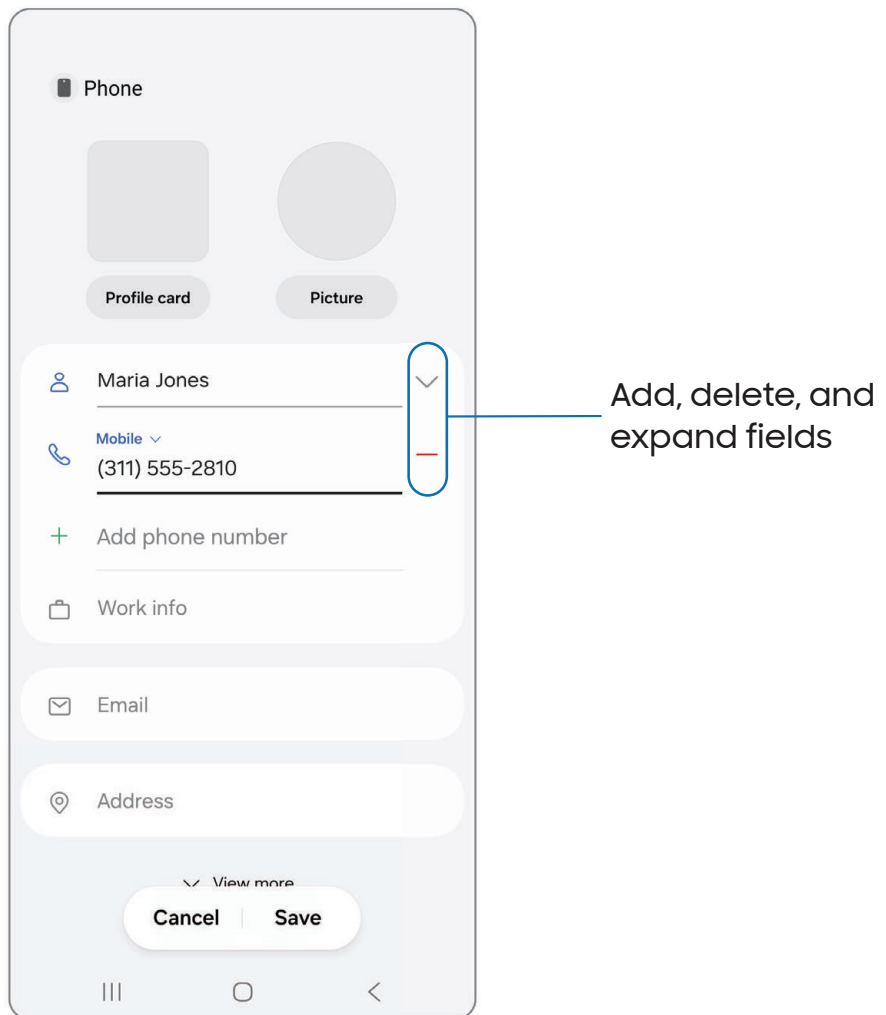 Phone
Profile card
Picture
Maria Jones
Mobile
(311) 555-2810
Add phone number
Work info
Email
Address
View more
Cancel
Save
Add, delete, and
expand fields